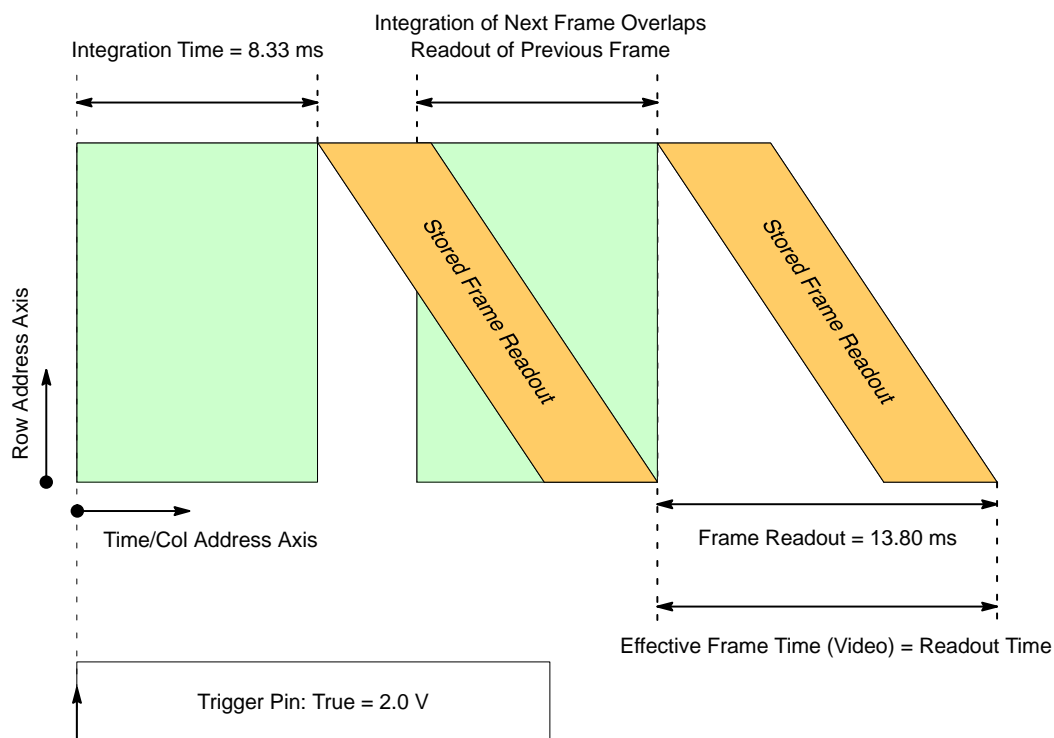 Integration Time = 8.33 ms
Integration of Next Frame Overlaps
Readout of Previous Frame
Stored Frame Readout
Stored Frame Readout
Row Address Axis
Time/Col Address Axis
Frame Readout = 13.80 ms
Effective Frame Time (Video) = Readout Time
Trigger Pin: True = 2.0 V